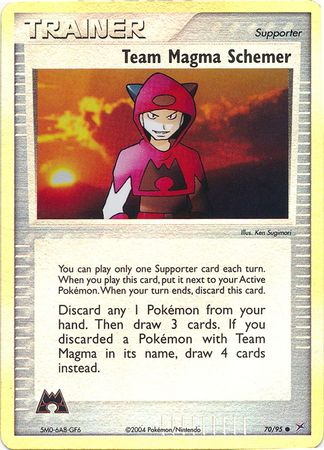 TRAINER
Supporter
Team Magma Schemer
Illus. Ken Sugimori
You can play only one Supporter card each turn.
When you play this card, put it next to your Active
Pokémon. When your turn ends, discard this card.
Discard any 1 Pokémon from your
hand. Then draw 3 cards. If you
discarded a Pokémon with Team
Magma in its name, draw 4 cards
instead.
5M0-6AB-GF6
©2004 Pokémon/Nintendo
70/95 ●